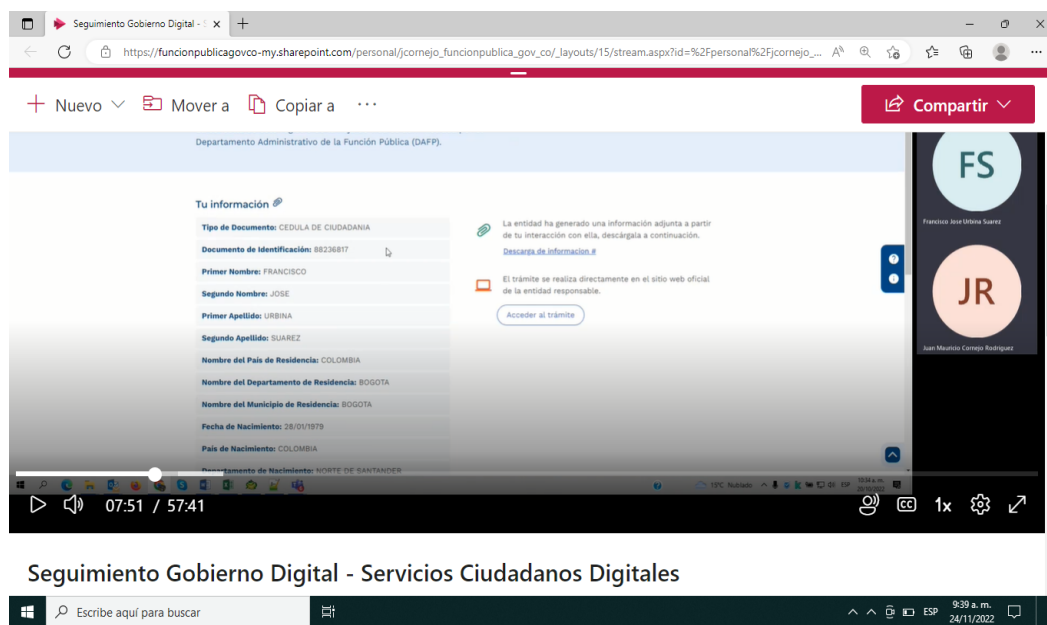 Seguimiento Gobierno Digital - S
https://funcionpublicagovco-my.sharepoint.com/personal/jcornejo_funcionpublica_gov_co/_layouts/15/stream.aspx?id=%2Fpersonal%2Fjcornejo_...
Nuevo
Mover a
Copiar a
Compartir
Departamento Administrativo de la Función Pública (DAFP).
Tu información
Tipo de Documento: CEDULA DE CIUDADANIA
Documento de Identificación: 88236817
Primer Nombre: FRANCISCO
Segundo Nombre: JOSE
Primer Apellido: URBINA
Segundo Apellido: SUAREZ
Nombre del País de Residencia: COLOMBIA
Nombre del Departamento de Residencia: BOGOTA
Nombre del Municipio de Residencia: BOGOTA
Fecha de Nacimiento: 28/01/1979
País de Nacimiento: COLOMBIA
Departamento de Nacimiento: NORTE DE SANTANDER
La entidad ha generado una información adjunta a partir
de tu interacción con ella, descárgala a continuación.
Descarga de informacion #
El trámite se realiza directamente en el sitio web oficial
de la entidad responsable.
Acceder al trámite
FS
Francisco Jose Urbina Suarez
JR
Juan Mauricio Cornejo Rodriguez
15°C Nublado
ESP
10:34 a. m.
07:51 / 57:41
CC
1x
Seguimiento Gobierno Digital - Servicios Ciudadanos Digitales
Escribe aquí para buscar
ESP
9:39 a. m.
24/11/2022